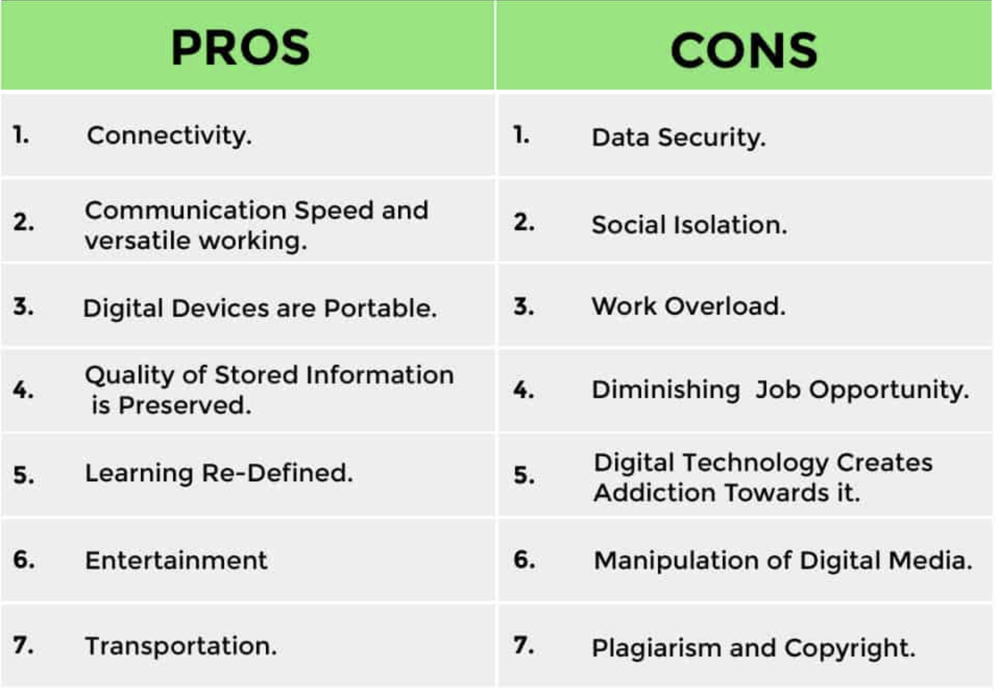 PROS
CONS
1. Connectivity.
1. Data Security.
2. Communication Speed and
versatile working.
2. Social Isolation.
3. Digital Devices are Portable.
3. Work Overload.
4. Quality of Stored Information
is Preserved.
4. Diminishing Job Opportunity.
5. Learning Re-Defined.
5. Digital Technology Creates
Addiction Towards it.
6. Entertainment
6. Manipulation of Digital Media.
7. Transportation.
7. Plagiarism and Copyright.